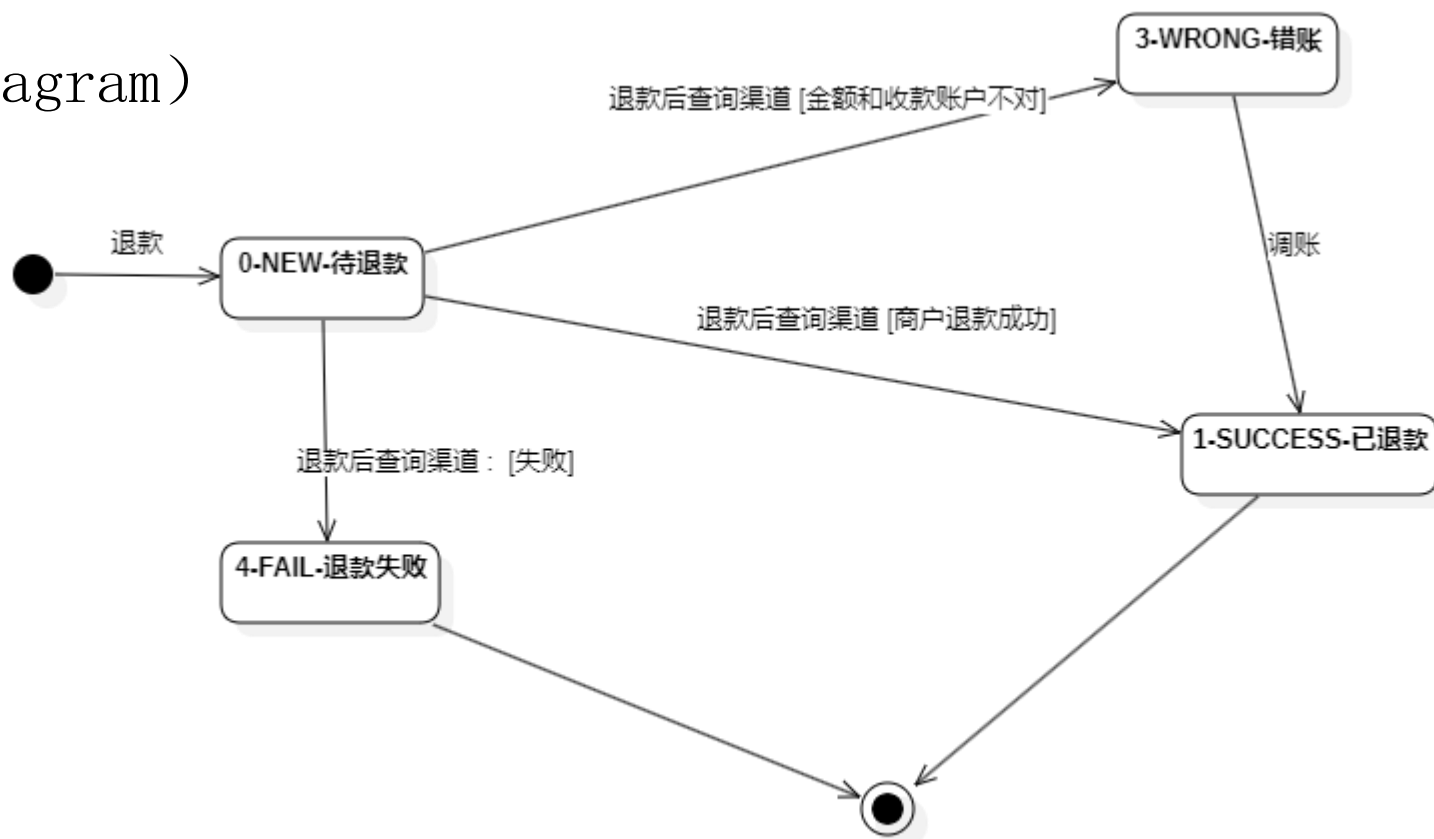 agram）
3-WRONG-错账
退款后查询渠道 [金额和收款账户不对]
退款
0-NEW-待退款
调账
退款后查询渠道 [商户退款成功]
1-SUCCESS-已退款
退款后查询渠道： [失败]
4-FAIL-退款失败